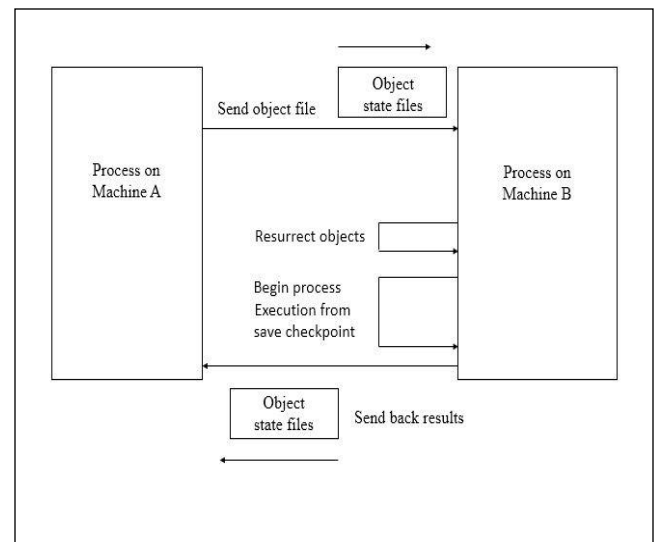 Object
state files
Send object file
Process on
Machine A
Process on
Machine B
Resurrect objects
Begin process
Execution from
save checkpoint
Object
state files
Send back results